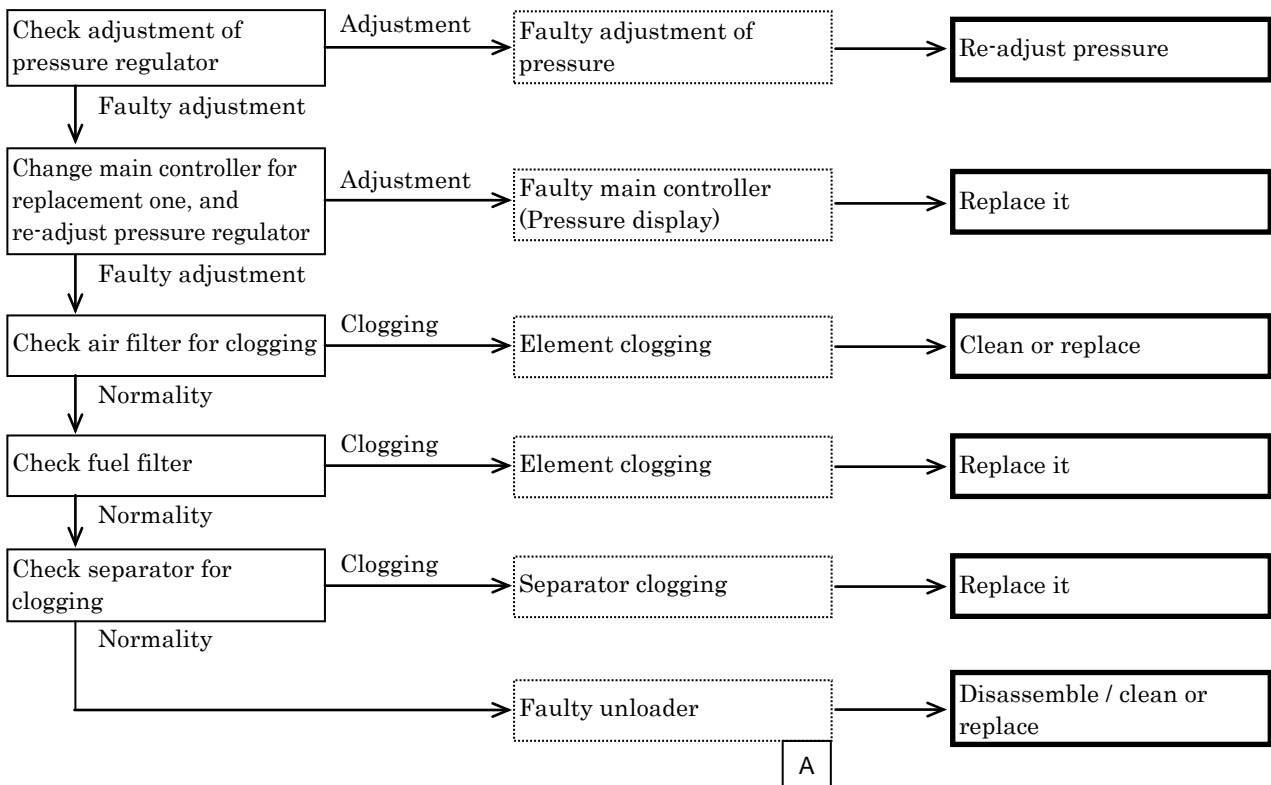 Check adjustment of
pressure regulator
Adjustment
Faulty adjustment of
pressure
Re-adjust pressure
Faulty adjustment
Change main controller for
replacement one, and
re-adjust pressure regulator
Adjustment
Faulty main controller
(Pressure display)
Replace it
Faulty adjustment
Check air filter for clogging
Clogging
Element clogging
Clean or replace
Normality
Check fuel filter
Clogging
Element clogging
Replace it
Normality
Check separator for
clogging
Clogging
Separator clogging
Replace it
Normality
Faulty unloader
Disassemble / clean or
replace
A